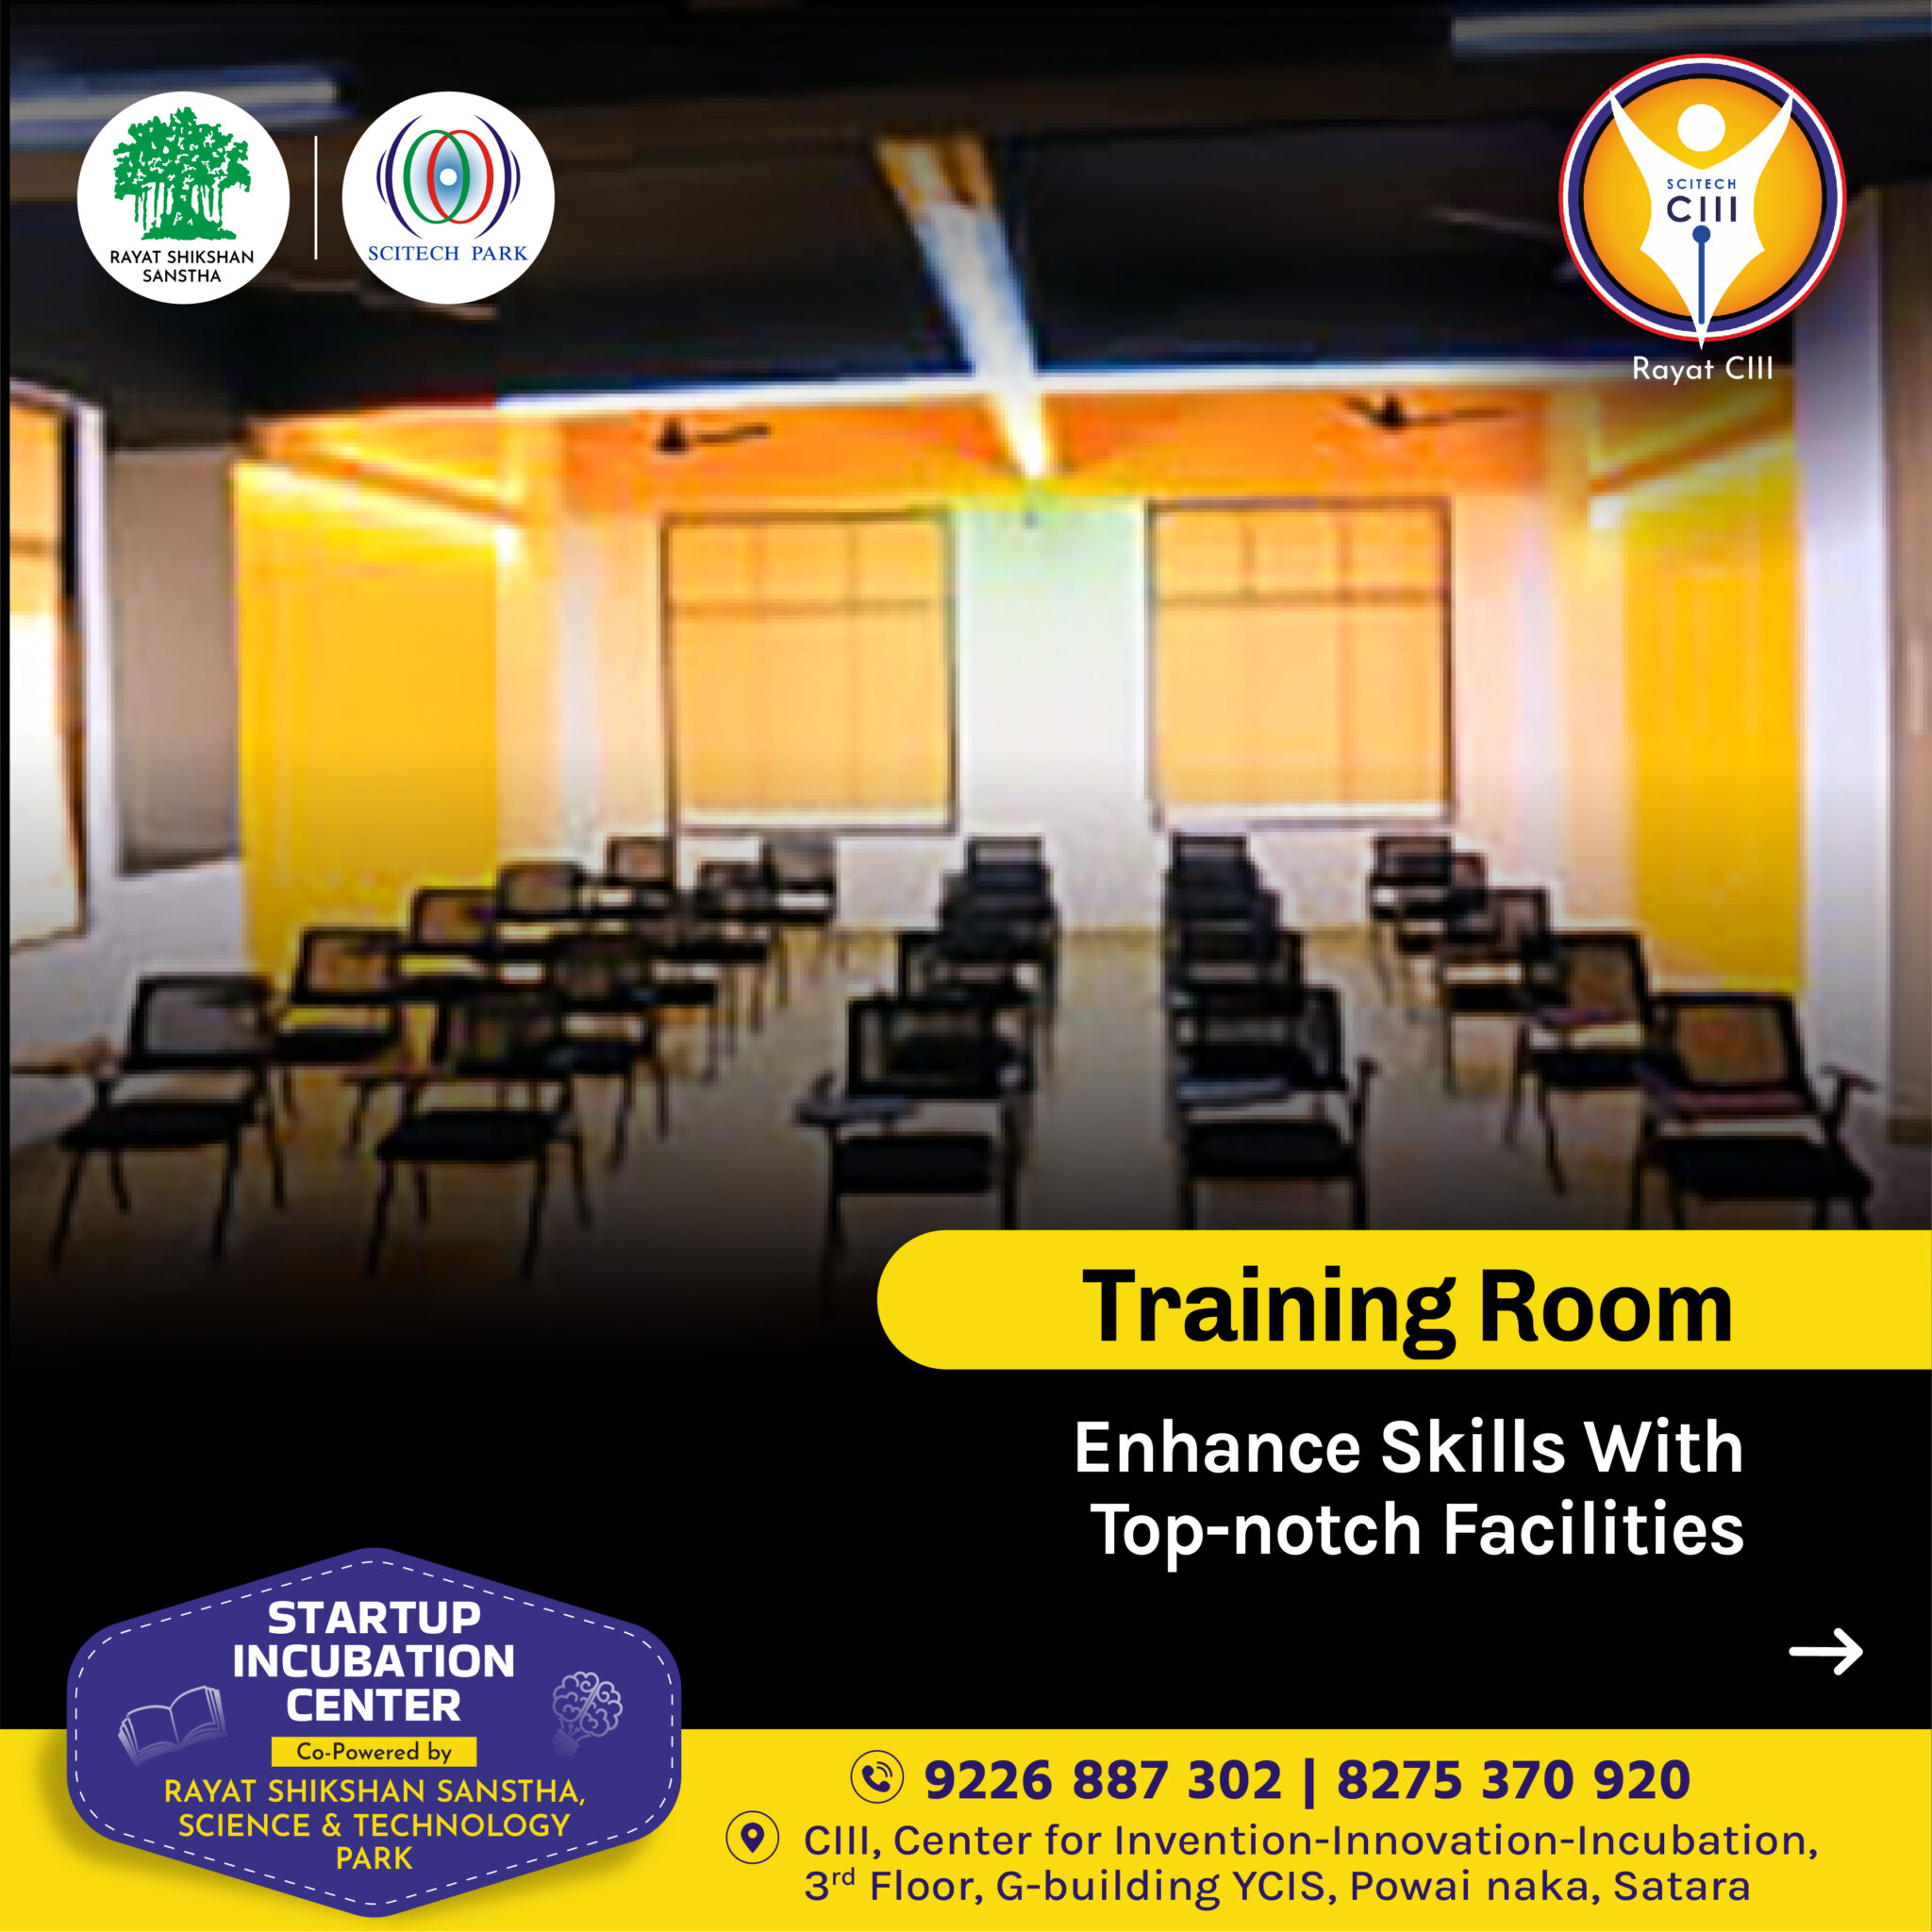 RAYAT SHIKSHAN
SANSTHA
SCITECH PARK
SCITECH
CIII
Rayat CIII
Training Room
Enhance Skills With
Top-notch Facilities
STARTUP
INCUBATION
CENTER
Co-Powered by
RAYAT SHIKSHAN SANSTHA,
SCIENCE & TECHNOLOGY
PARK
9226 887 302 | 8275 370 920
CIII, Center for Invention-Innovation-Incubation,
3rd Floor, G-building YCIS, Powai naka, Satara